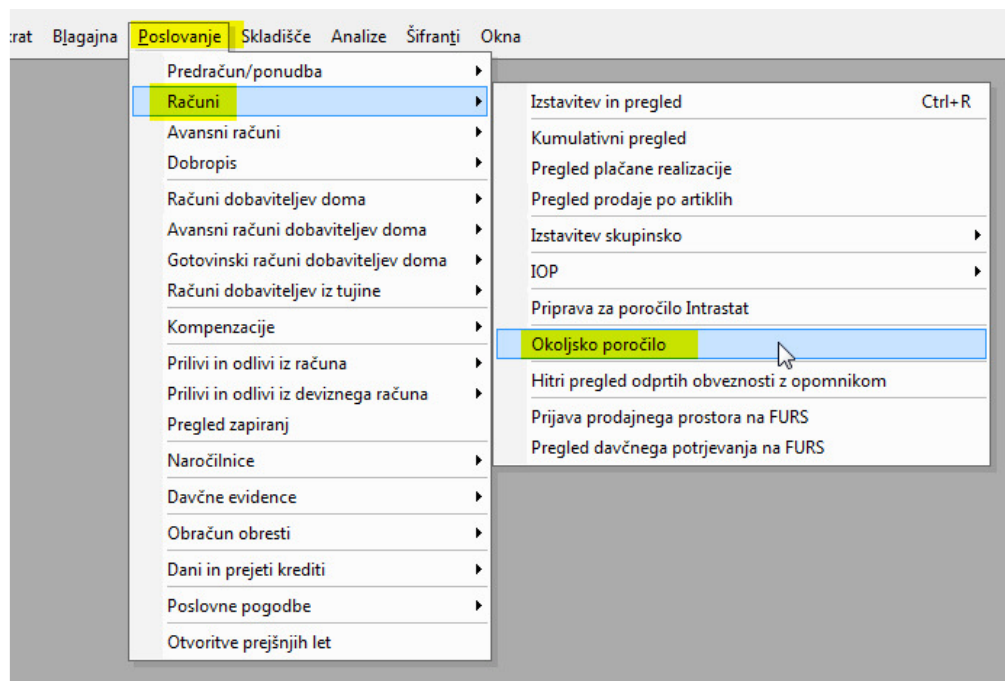 rat Blagajna Poslovanje Skladišče Analize Šifranti Okna
Predračun/ponudba
Računi
Avansni računi
Dobropis
Računi dobaviteljev doma
Avansni računi dobaviteljev doma
Gotovinski računi dobaviteljev doma
Računi dobaviteljev iz tujine
Kompenzacije
Prilivi in odlivi iz računa
Prilivi in odlivi iz deviznega računa
Pregled zapiranj
Naročilnice
Davčne evidence
Obračun obresti
Dani in prejeti krediti
Poslovne pogodbe
Otvoritve prejšnjih let
Izstavitev in pregled Ctrl+R
Kumulativni pregled
Pregled plačane realizacije
Pregled prodaje po artiklih
Izstavitev skupinsko
IOP
Priprava za poročilo Intrastat
Okoljsko poročilo
Hitri pregled odprtih obveznosti z opomnikom
Prijava prodajnega prostora na FURS
Pregled davčnega potrjevanja na FURS